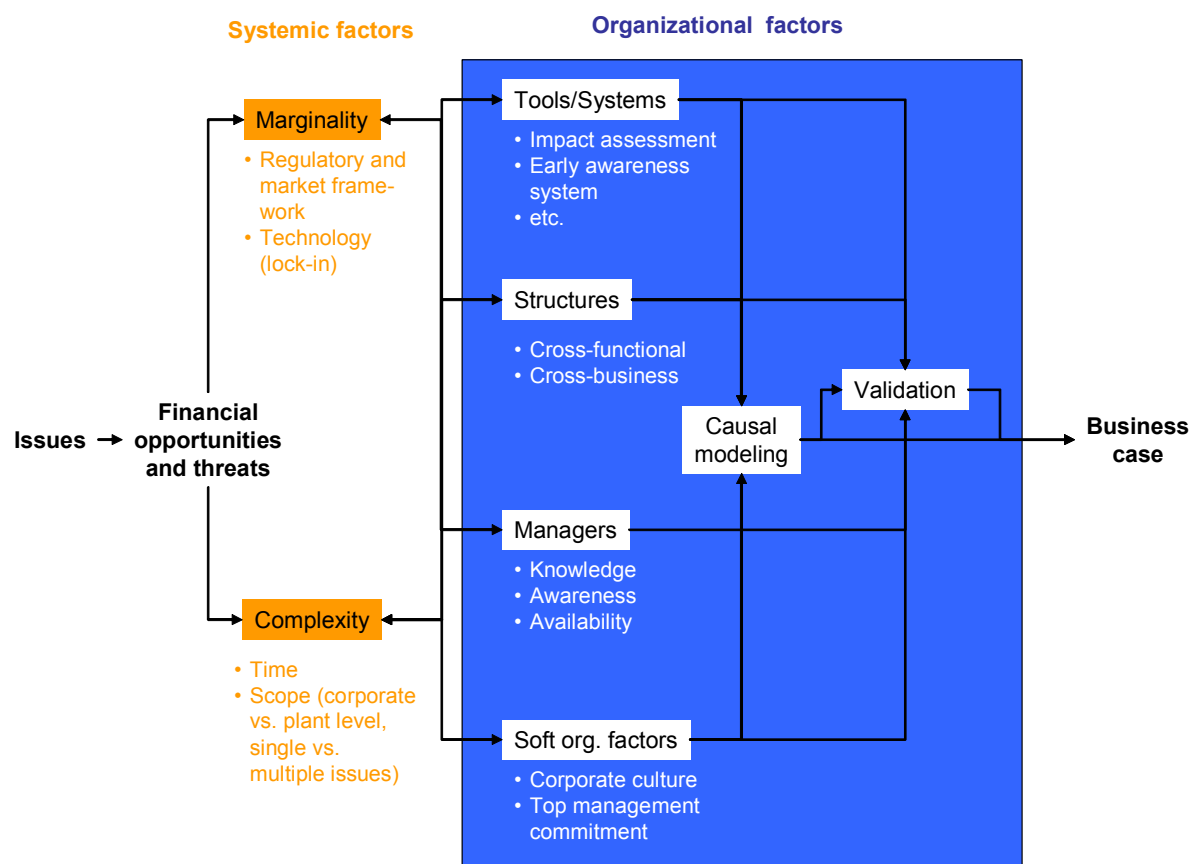 Systemic factors
Organizational factors
Marginality
• Regulatory and
market frame-
work
• Technology
(lock-in)
Tools/Systems
• Impact assessment
• Early awareness
system
• etc.
Structures
• Cross-functional
• Cross-business
Issues
Financial
opportunities
and threats
Causal
modeling
Validation
Business
case
Managers
• Knowledge
• Awareness
• Availability
Complexity
• Time
• Scope (corporate
vs. plant level,
single vs.
multiple issues)
Soft org. factors
• Corporate culture
• Top management
commitment